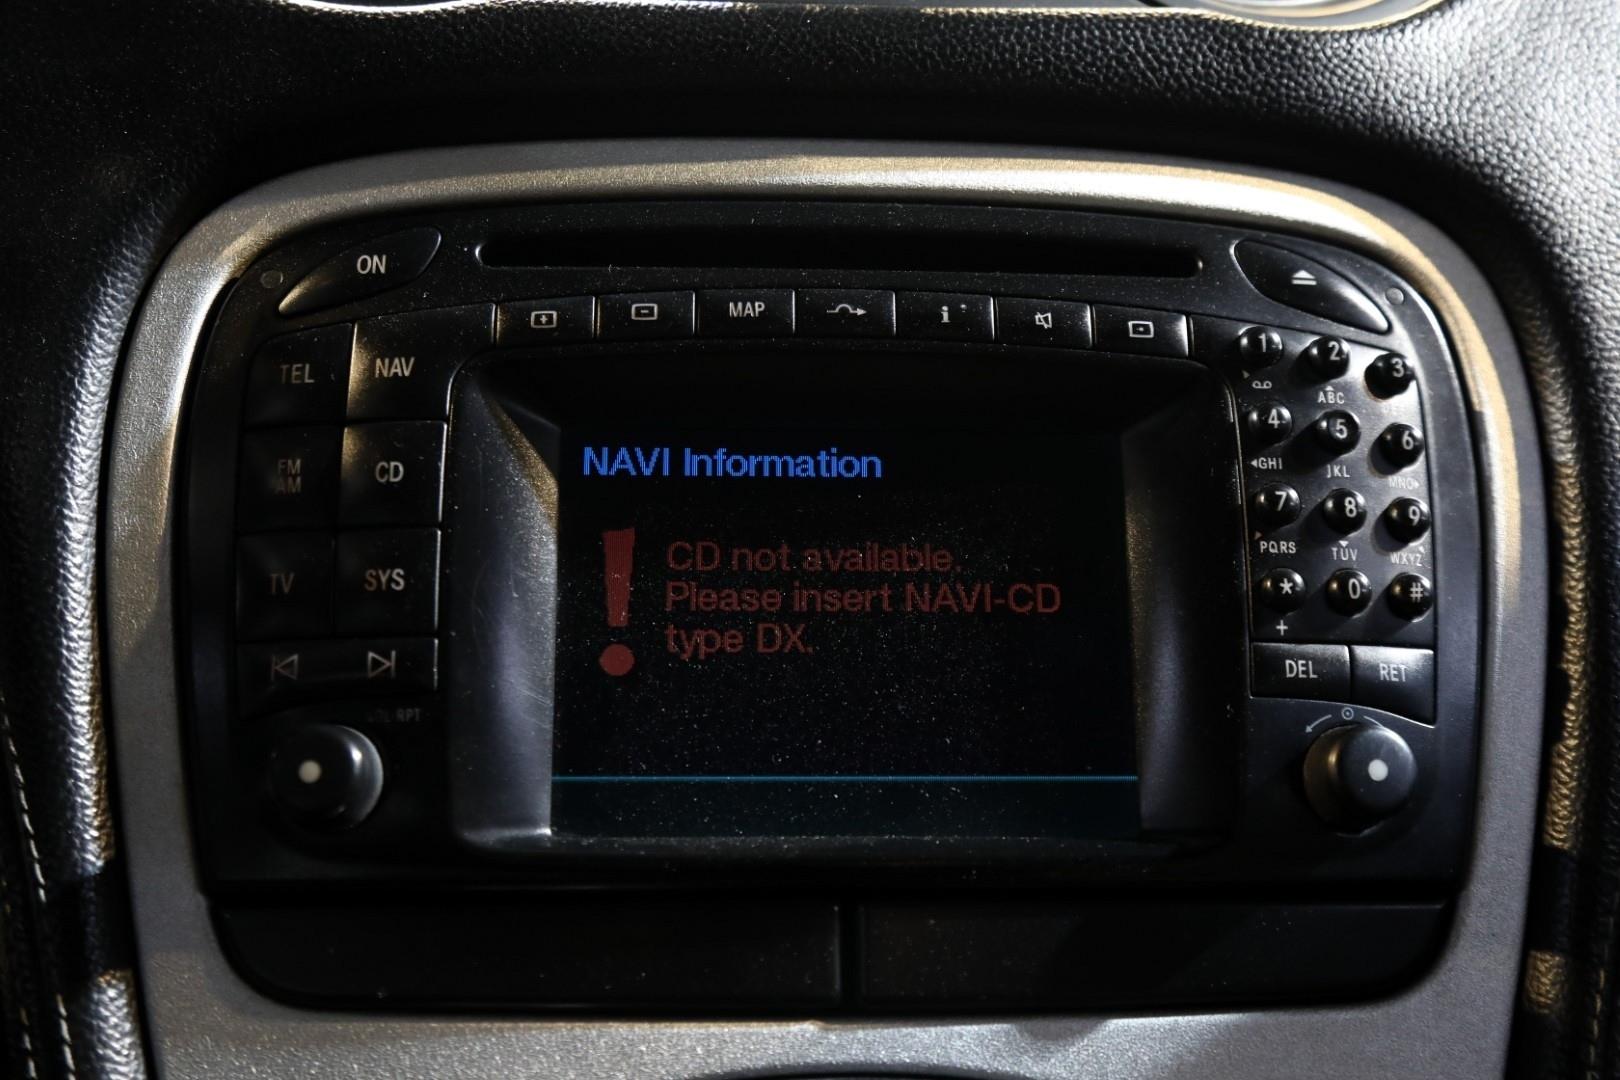 ON
MAP
i
TEL
NAV
FM
AM
CD
TV
SYS
RPT
NAVI Information
! CD not available.
Please insert NAVI-CD
type DX.
1
2
ABC
3
4
GHI
5
JKL
6
MNO
7
PQRS
8
TUV
9
WXYZ
*
+
0
#
DEL
RET